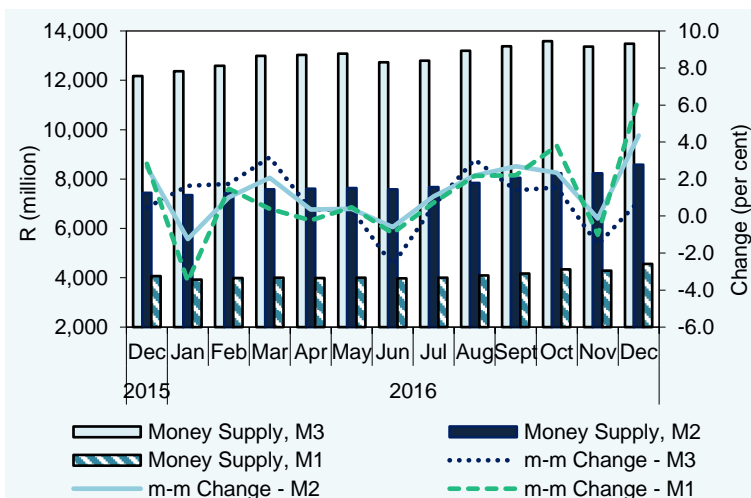 14,000
12,000
10,000
8,000
6,000
4,000
2,000
R (million)
10.0
8.0
6.0
4.0
2.0
0.0
-2.0
-4.0
-6.0
Change (per cent)
Dec Jan Feb Mar Apr May Jun Jul Aug Sept Oct Nov Dec
2015 2016
Money Supply, M3 Money Supply, M2
Money Supply, M1 m-m Change - M3
m-m Change - M2 m-m Change - M1